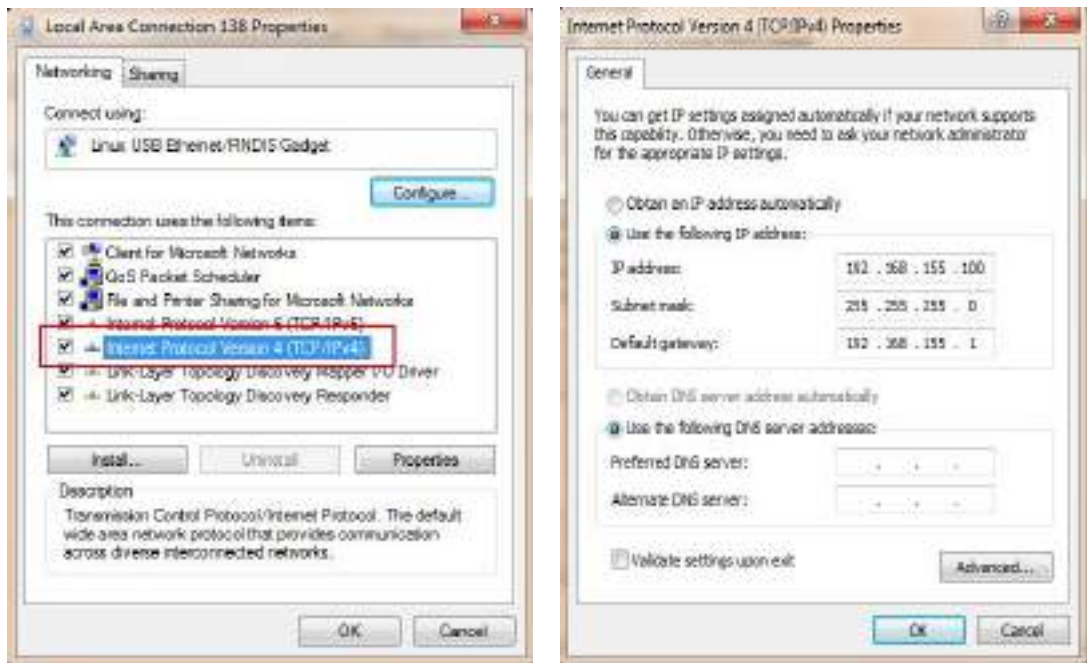 Local Area Connection 138 Properties
Networking
Sharing
Connect using:
Linux USB Ethernet/RNDIS Gadget
Configure...
This connection uses the following items:
Client for Microsoft Networks
QoS Packet Scheduler
File and Printer Sharing for Microsoft Networks
Internet Protocol Version 6 (TCP/IPv6)
Internet Protocol Version 4 (TCP/IPv4)
Link-Layer Topology Discovery Mapper I/O Driver
Link-Layer Topology Discovery Responder
Install...
Uninstall
Properties
Description
Transmission Control Protocol/Internet Protocol. The default
wide area network protocol that provides communication
across diverse interconnected networks.
OK
Cancel
Internet Protocol Version 4 (TCP/IPv4) Properties
General
You can get IP settings assigned automatically if your network supports
this capability. Otherwise, you need to ask your network administrator
for the appropriate IP settings.
Obtain an IP address automatically
Use the following IP address:
IP address:
192 . 168 . 155 . 100
Subnet mask:
255 . 255 . 255 . 0
Default gateway:
192 . 168 . 155 . 1
Obtain DNS server address automatically
Use the following DNS server addresses:
Preferred DNS server:
Alternate DNS server:
Validate settings upon exit
Advanced...
OK
Cancel